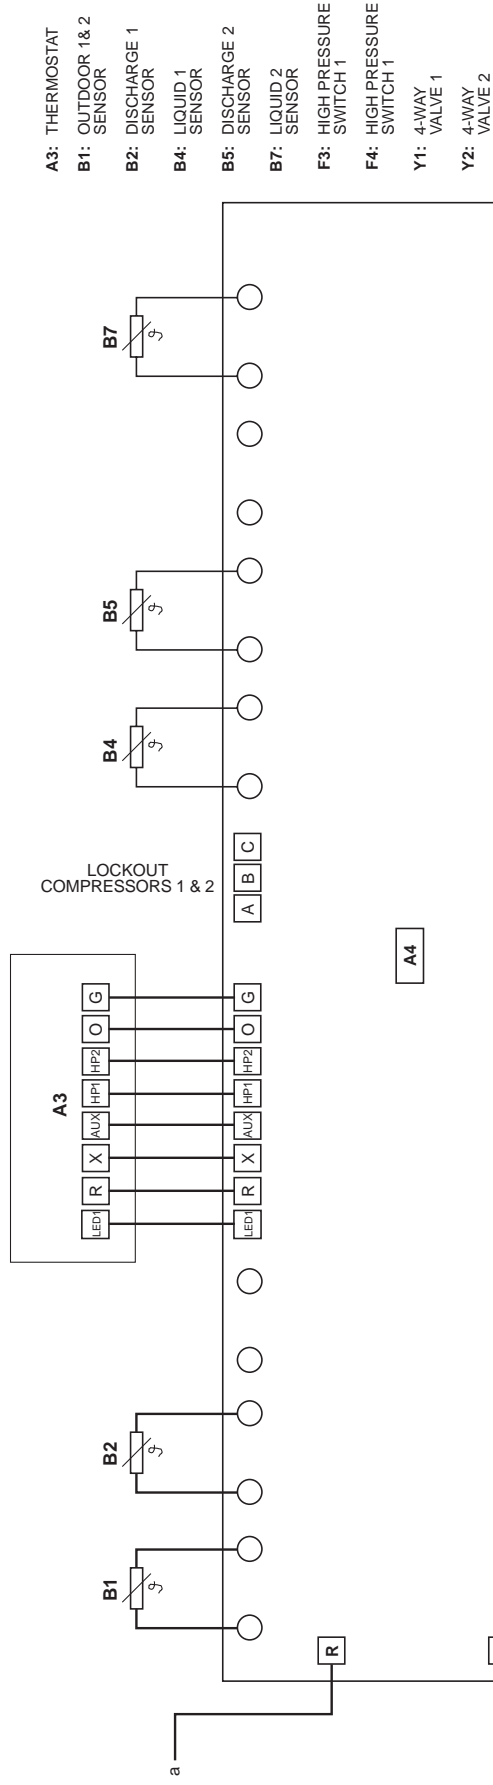 A3: THERMOSTAT
B1: OUTDOOR 1& 2
SENSOR
B2: DISCHARGE 1
SENSOR
B4: LIQUID 1
SENSOR
B5: DISCHARGE 2
SENSOR
B7: LIQUID 2
SENSOR
F3: HIGH PRESSURE
SWITCH 1
F4: HIGH PRESSURE
SWITCH 1
Y1: 4-WAY
VALVE 1
Y2: 4-WAY
VALVE 2
A3
LED1 R X AUX HP1 HP2 O G
B1 B2 B4 B5 B7
ϑ ϑ ϑ ϑ ϑ
LOCKOUT
COMPRESSORS 1 & 2
a
LED1 R X AUX HP1 HP2 O G A B C
R
A4